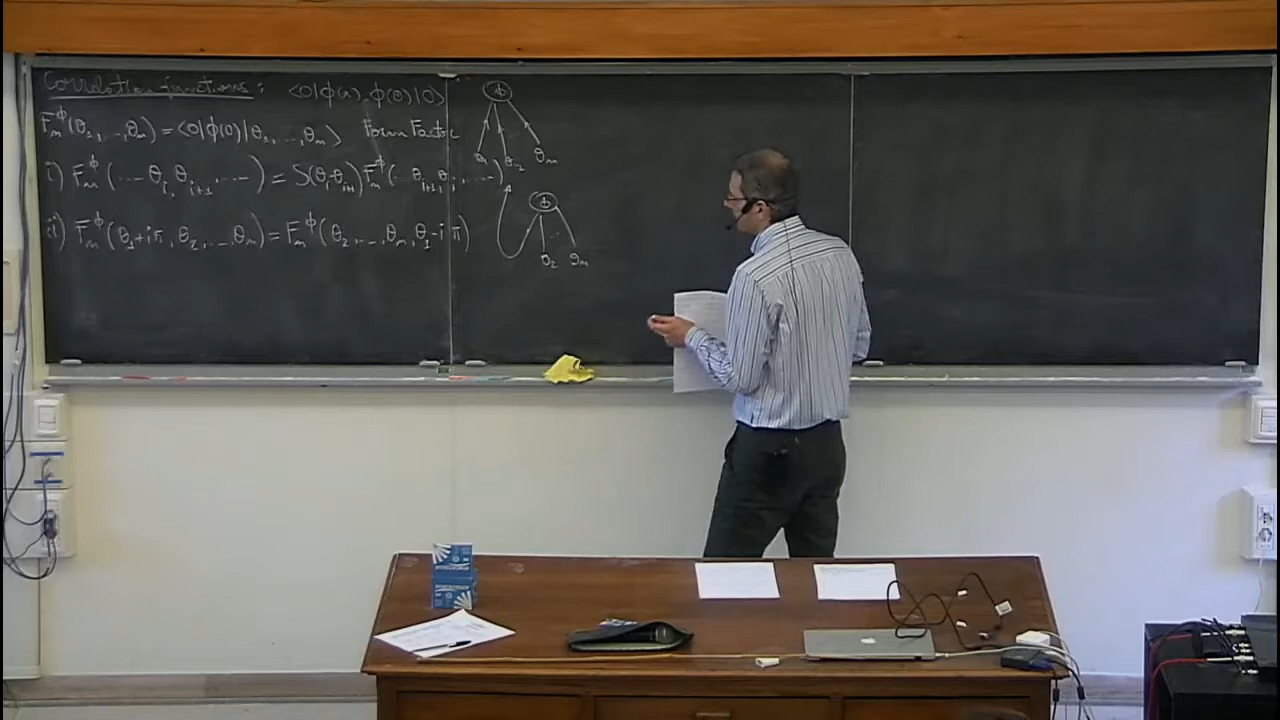 Correlation functions: <0|ϕ(x) ϕ(0)|0>
F_n^ϕ(θ_1,...,θ_n) = <0|ϕ(0)|θ_1,...,θ_n> Form Factor
i) F_n^ϕ(...θ_i,θ_{i+1},...) = S(θ_i-θ_{i+1}) F_n^ϕ(...θ_{i+1},θ_i,...)
ii) F_n^ϕ(θ_1+iπ,θ_2,...,θ_n) = F_n^ϕ(θ_2,...,θ_n,θ_1-iπ)
ϕ
θ_1 θ_2 θ_n
ϕ
θ_2 θ_n